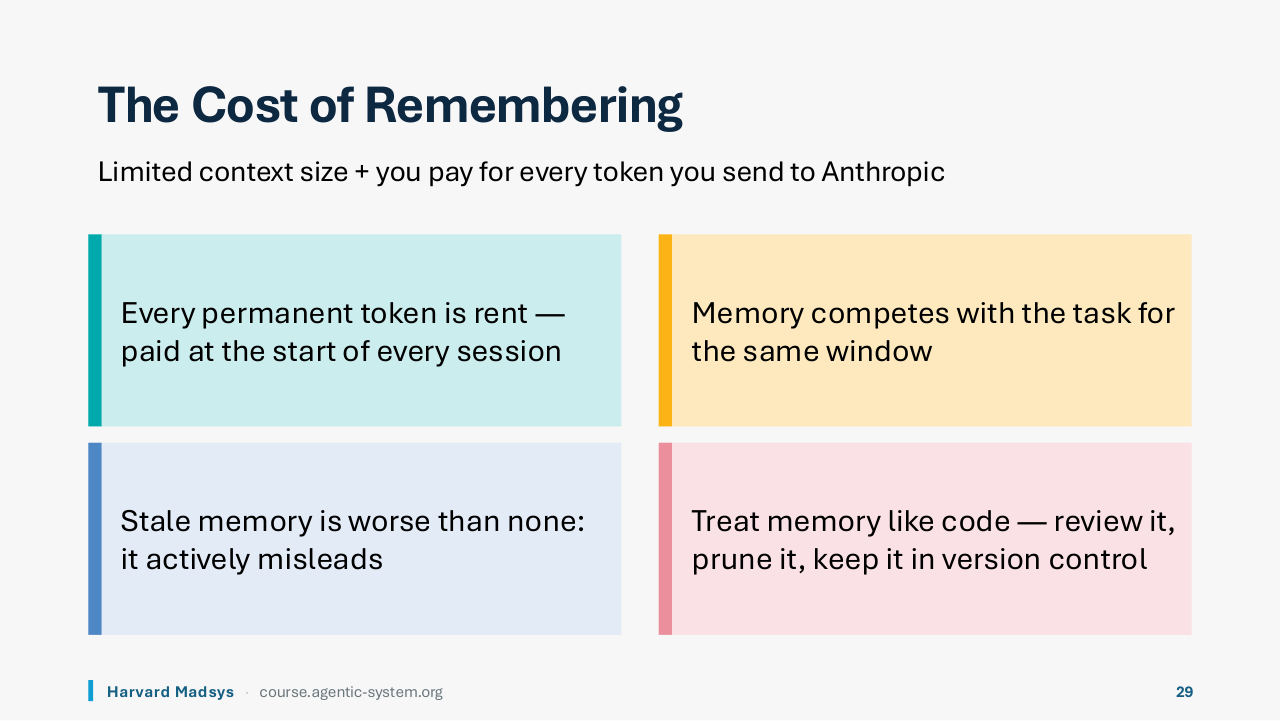 The Cost of Remembering
Limited context size + you pay for every token you send to Anthropic
Every permanent token is rent —
paid at the start of every session
Memory competes with the task for
the same window
Stale memory is worse than none:
it actively misleads
Treat memory like code — review it,
prune it, keep it in version control
Harvard Madsys · course.agentic-system.org
29